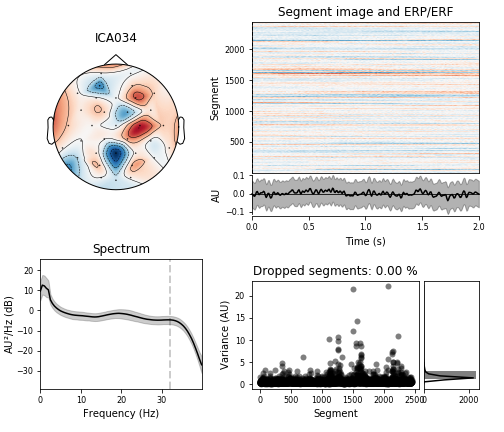 ICA034
Segment image and ERP/ERF
Segment
2000
1500
1000
500
AU
0.1
0.0
−0.1
0.0 0.5 1.0 1.5 2.0
Time (s)
Spectrum
AU²/Hz (dB)
20
10
0
−10
−20
−30
0 10 20 30
Frequency (Hz)
Dropped segments: 0.00 %
Variance (AU)
20
15
10
5
0
0 500 1000 1500 2000 2500
Segment
0 2000